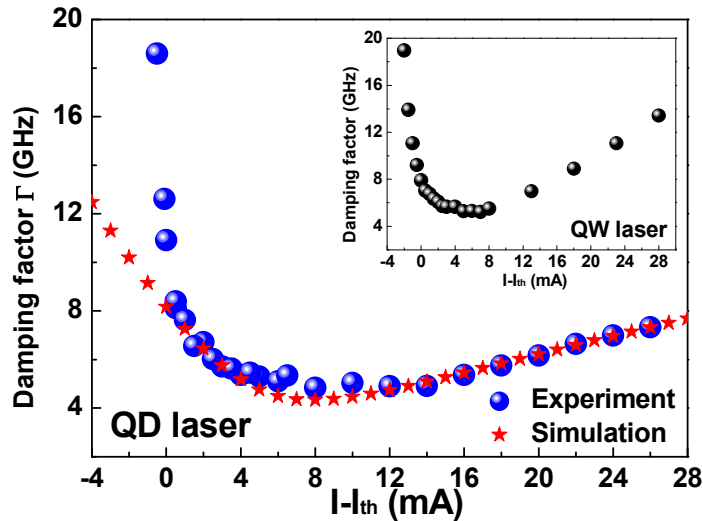 20
16
12
8
4
Damping factor Γ (GHz)
-4 0 4 8 12 16 20 24 28
I-Ith (mA)
QD laser
Experiment
Simulation
20
16
12
8
4
Damping factor (GHz)
-4 0 4 8 12 16 20 24 28
I-Ith (mA)
QW laser